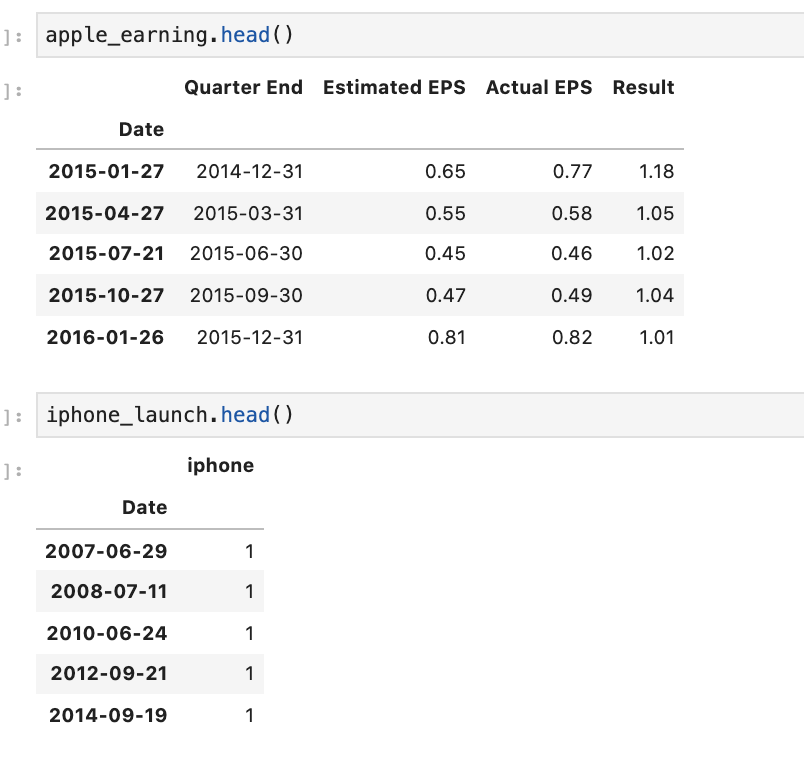 ]: apple_earning.head()
]: Quarter End Estimated EPS Actual EPS Result
Date
2015-01-27 2014-12-31 0.65 0.77 1.18
2015-04-27 2015-03-31 0.55 0.58 1.05
2015-07-21 2015-06-30 0.45 0.46 1.02
2015-10-27 2015-09-30 0.47 0.49 1.04
2016-01-26 2015-12-31 0.81 0.82 1.01
]: iphone_launch.head()
]: iphone
Date
2007-06-29 1
2008-07-11 1
2010-06-24 1
2012-09-21 1
2014-09-19 1